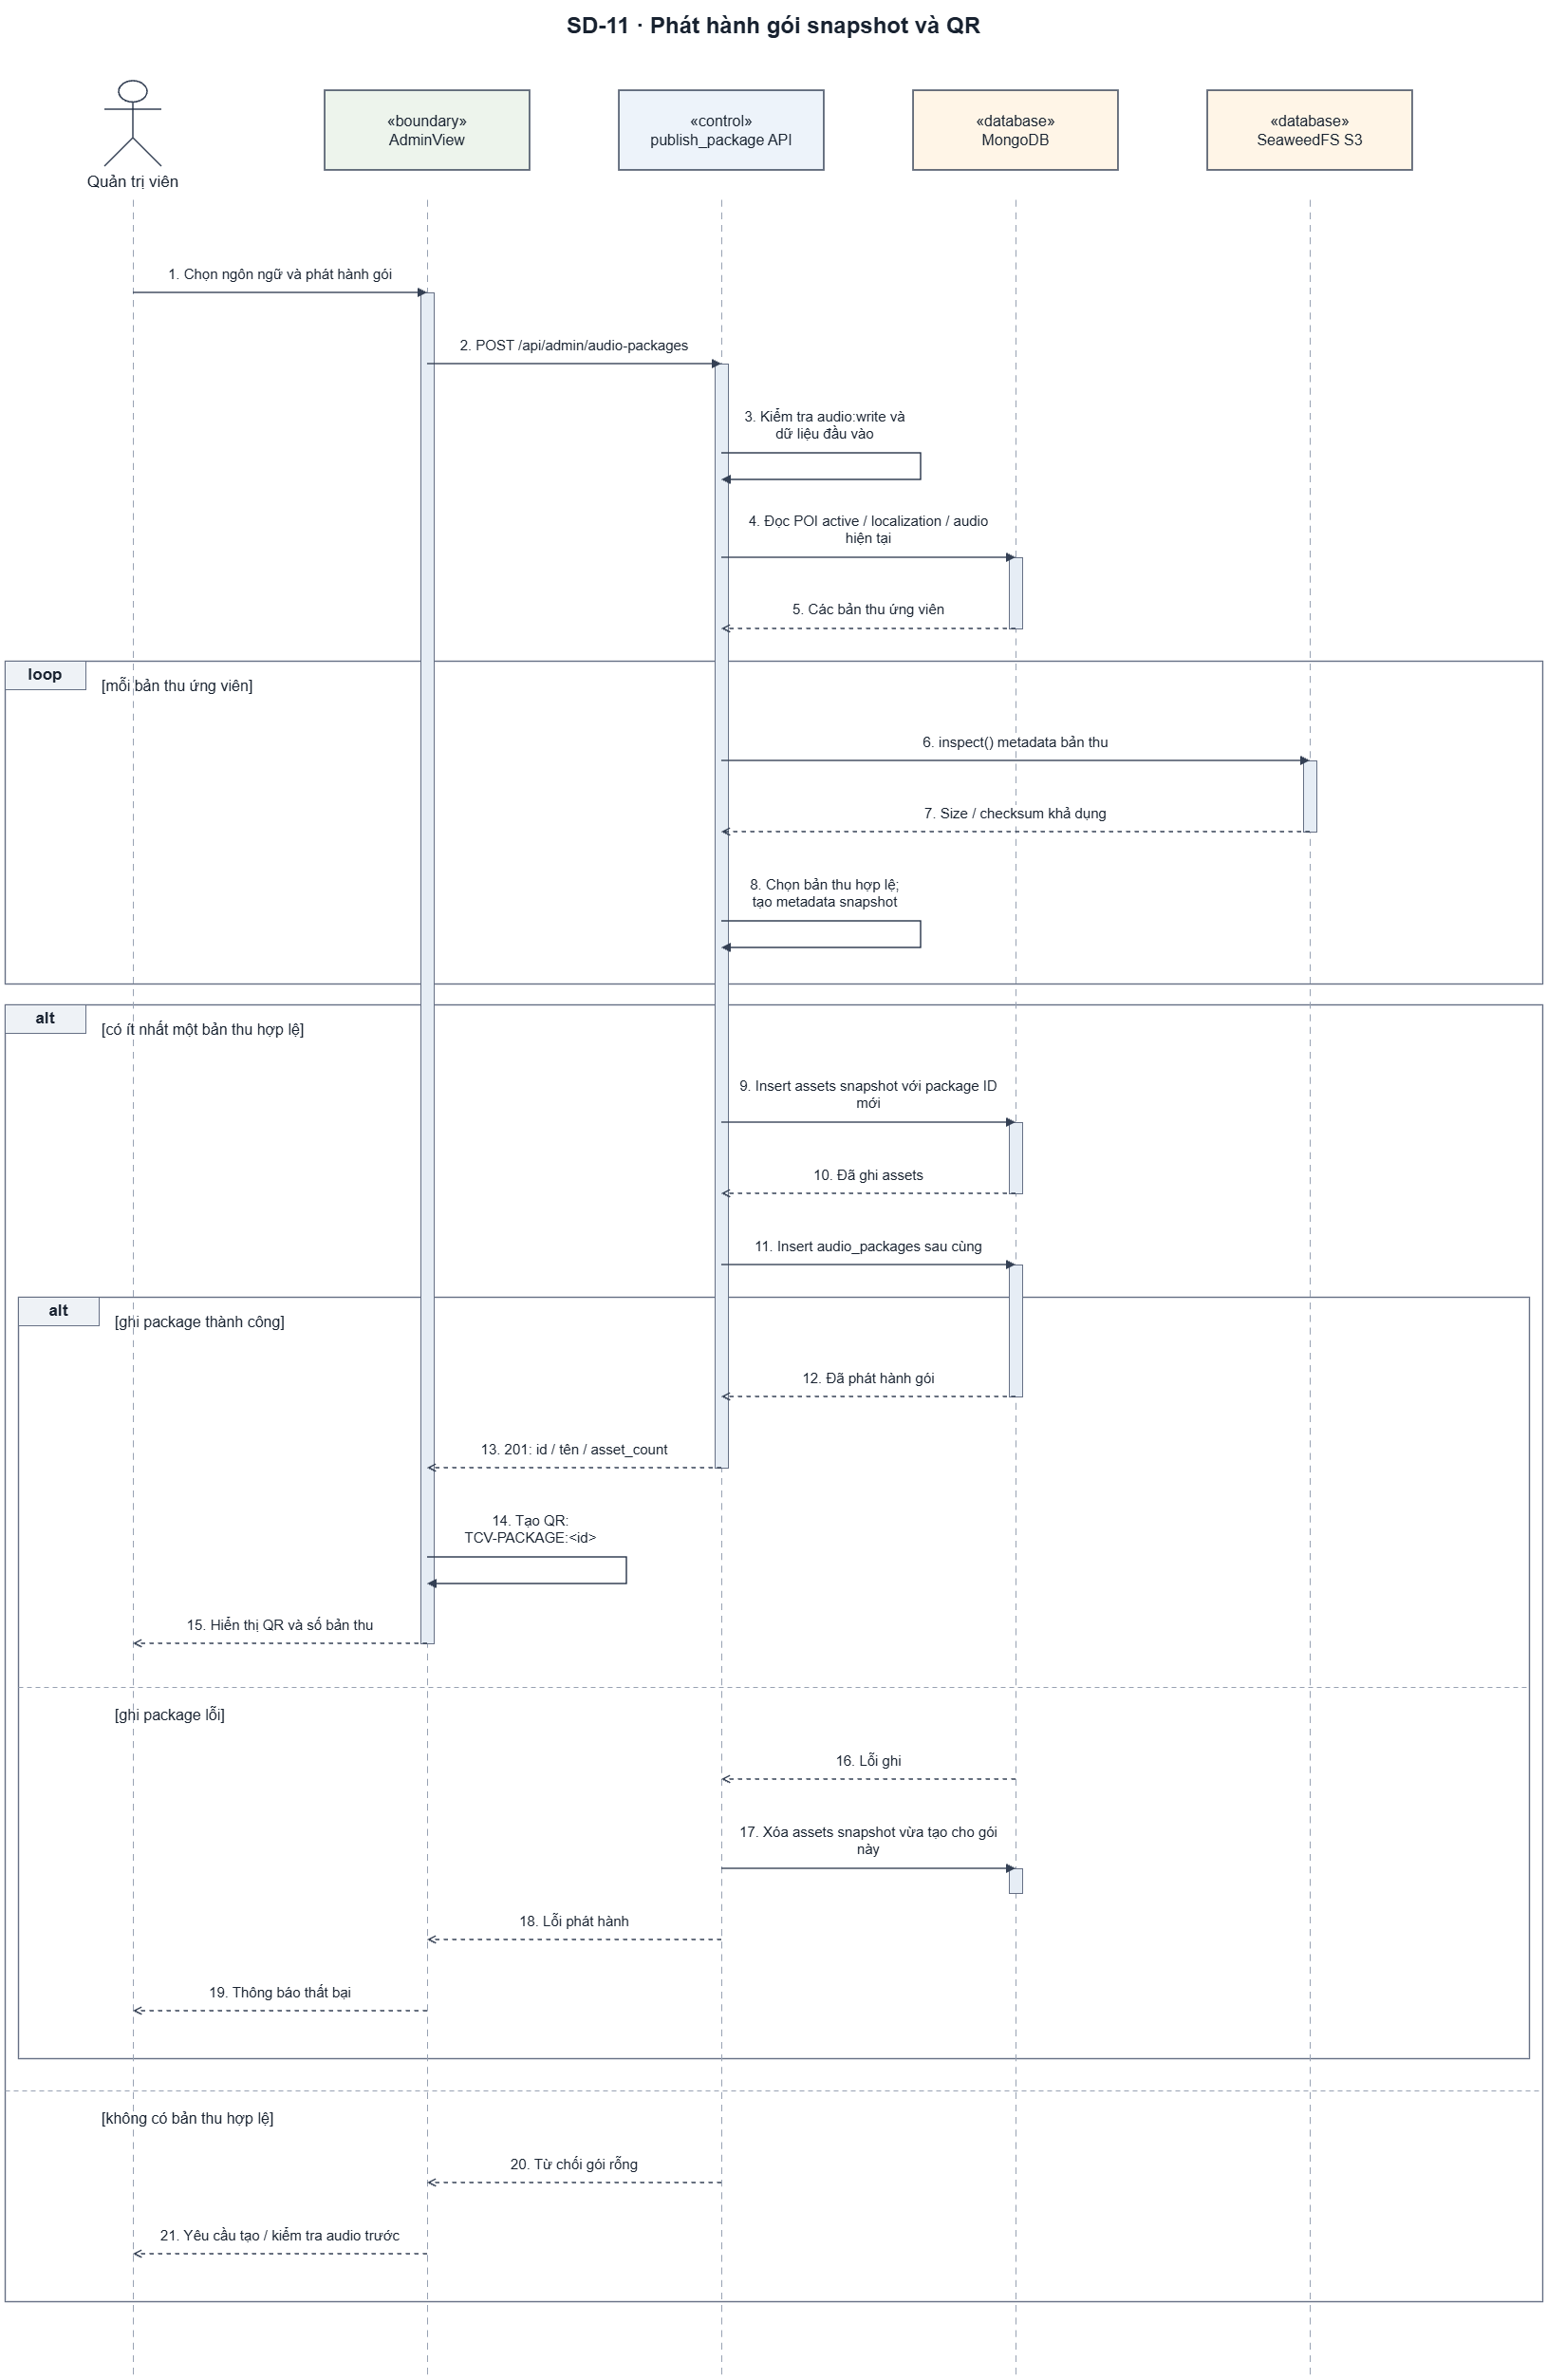 SD-11 · Phát hành gói snapshot và QR
«boundary»
AdminView
«control»
publish_package API
«database»
MongoDB
«database»
SeaweedFS S3
Quản trị viên
1. Chọn ngôn ngữ và phát hành gói
2. POST /api/admin/audio-packages
3. Kiểm tra audio:write và
dữ liệu đầu vào
4. Đọc POI active / localization / audio
hiện tại
5. Các bản thu ứng viên
loop
[mỗi bản thu ứng viên]
6. inspect() metadata bản thu
7. Size / checksum khả dụng
8. Chọn bản thu hợp lệ;
tạo metadata snapshot
alt
[có ít nhất một bản thu hợp lệ]
9. Insert assets snapshot với package ID
mới
10. Đã ghi assets
11. Insert audio_packages sau cùng
alt
[ghi package thành công]
12. Đã phát hành gói
13. 201: id / tên / asset_count
14. Tạo QR:
TCV-PACKAGE:<id>
15. Hiển thị QR và số bản thu
[ghi package lỗi]
16. Lỗi ghi
17. Xóa assets snapshot vừa tạo cho gói
này
18. Lỗi phát hành
19. Thông báo thất bại
[không có bản thu hợp lệ]
20. Từ chối gói rỗng
21. Yêu cầu tạo / kiểm tra audio trước